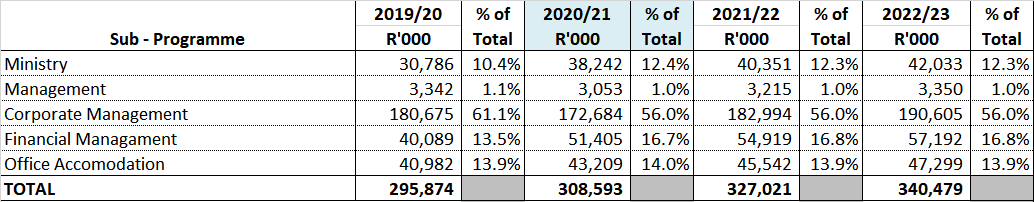 2019/20 % of 2020/21 % of 2021/22 % of 2022/23 % of
Sub - Programme R'000 Total R'000 Total R'000 Total R'000 Total
Ministry 30,786 10.4% 38,242 12.4% 40,351 12.3% 42,033 12.3%
Management 3,342 1.1% 3,053 1.0% 3,215 1.0% 3,350 1.0%
Corporate Management 180,675 61.1% 172,684 56.0% 182,994 56.0% 190,605 56.0%
Financial Managament 40,089 13.5% 51,405 16.7% 54,919 16.8% 57,192 16.8%
Office Accomodation 40,982 13.9% 43,209 14.0% 45,542 13.9% 47,299 13.9%
TOTAL 295,874 308,593 327,021 340,479